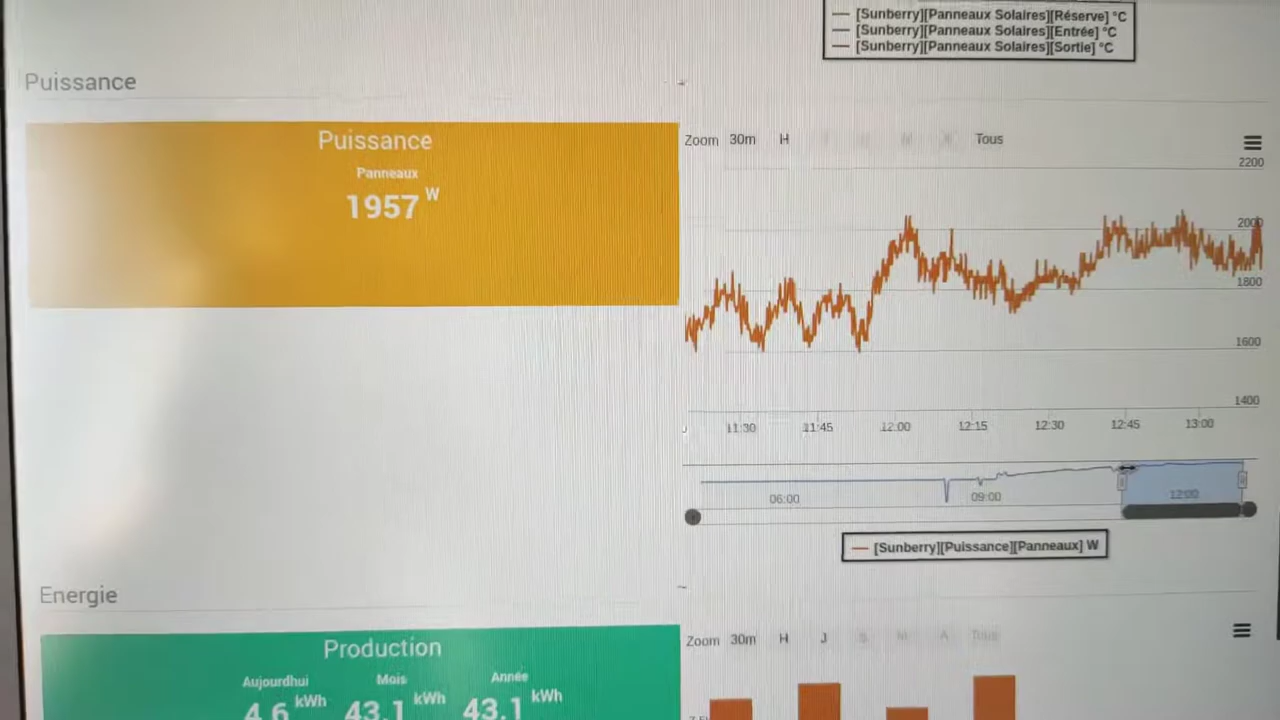 [Sunberry][Panneaux Solaires][Réserve] °C
[Sunberry][Panneaux Solaires][Entrée] °C
[Sunberry][Panneaux Solaires][Sortie] °C
Puissance
Puissance
Panneaux
1957 W
Zoom 30m H Tous
2200
2000
1800
1600
1400
11:30 11:45 12:00 12:15 12:30 12:45 13:00
06:00 09:00 12:00
[Sunberry][Puissance][Panneaux] W
Energie
Production
Aujourdhui Mois Année
4.6 kWh 43.1 kWh 43.1 kWh
Zoom 30m H J S M A Tous